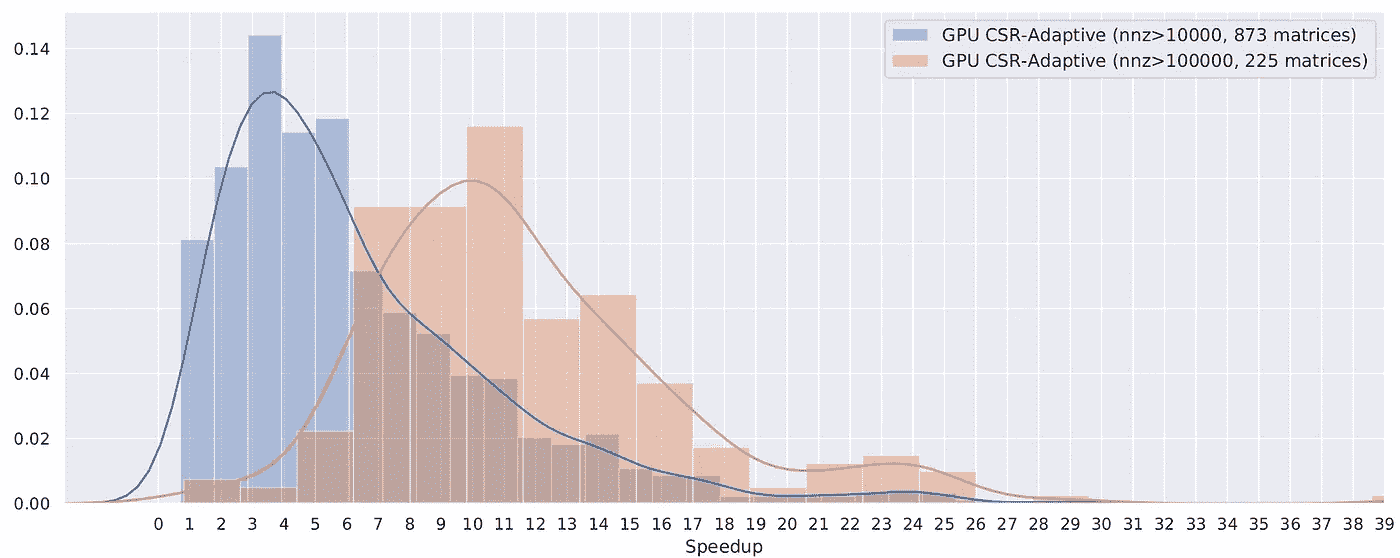 GPU CSR-Adaptive (nnz>10000, 873 matrices)
GPU CSR-Adaptive (nnz>100000, 225 matrices)
0.14
0.12
0.10
0.08
0.06
0.04
0.02
0.00
0 1 2 3 4 5 6 7 8 9 10 11 12 13 14 15 16 17 18 19 20 21 22 23 24 25 26 27 28 29 30 31 32 33 34 35 36 37 38 39
Speedup